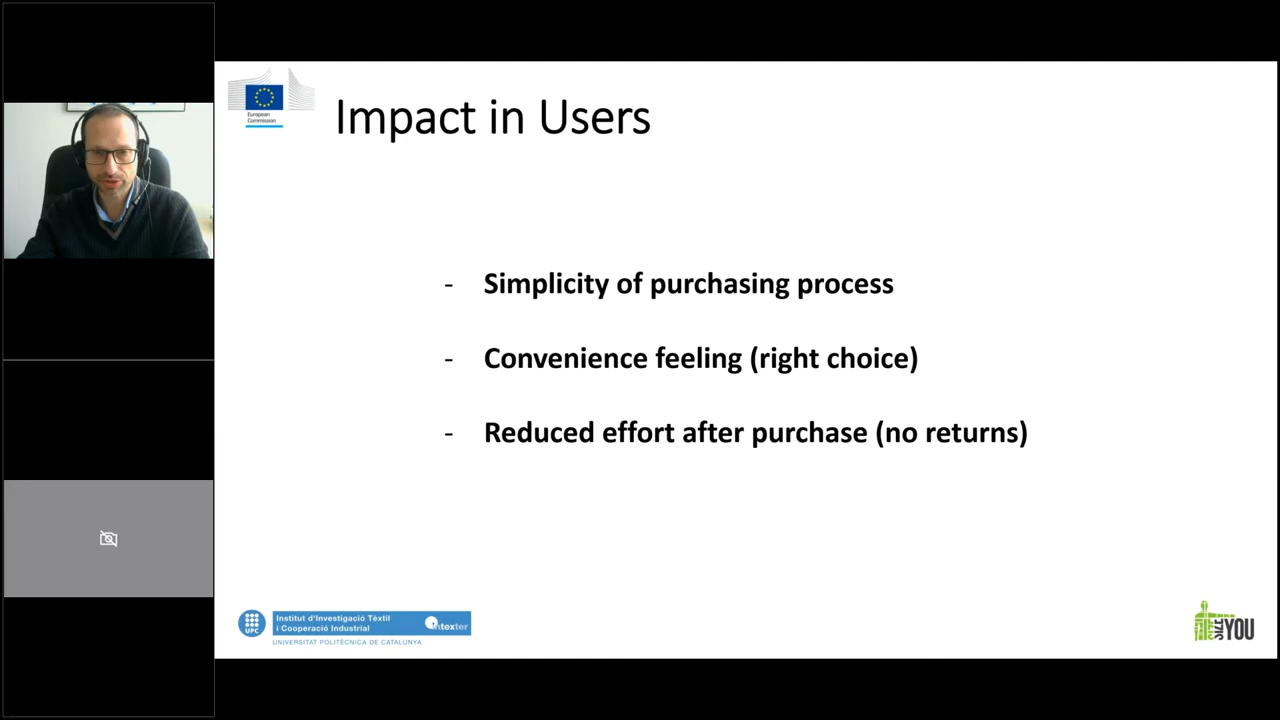 European
Commission
Impact in Users
- Simplicity of purchasing process
- Convenience feeling (right choice)
- Reduced effort after purchase (no returns)
UPC
Institut d'Investigació Tèxtil
i Cooperació Industrial
intexter
UNIVERSITAT POLITÈCNICA DE CATALUNYA
SIZE YOU